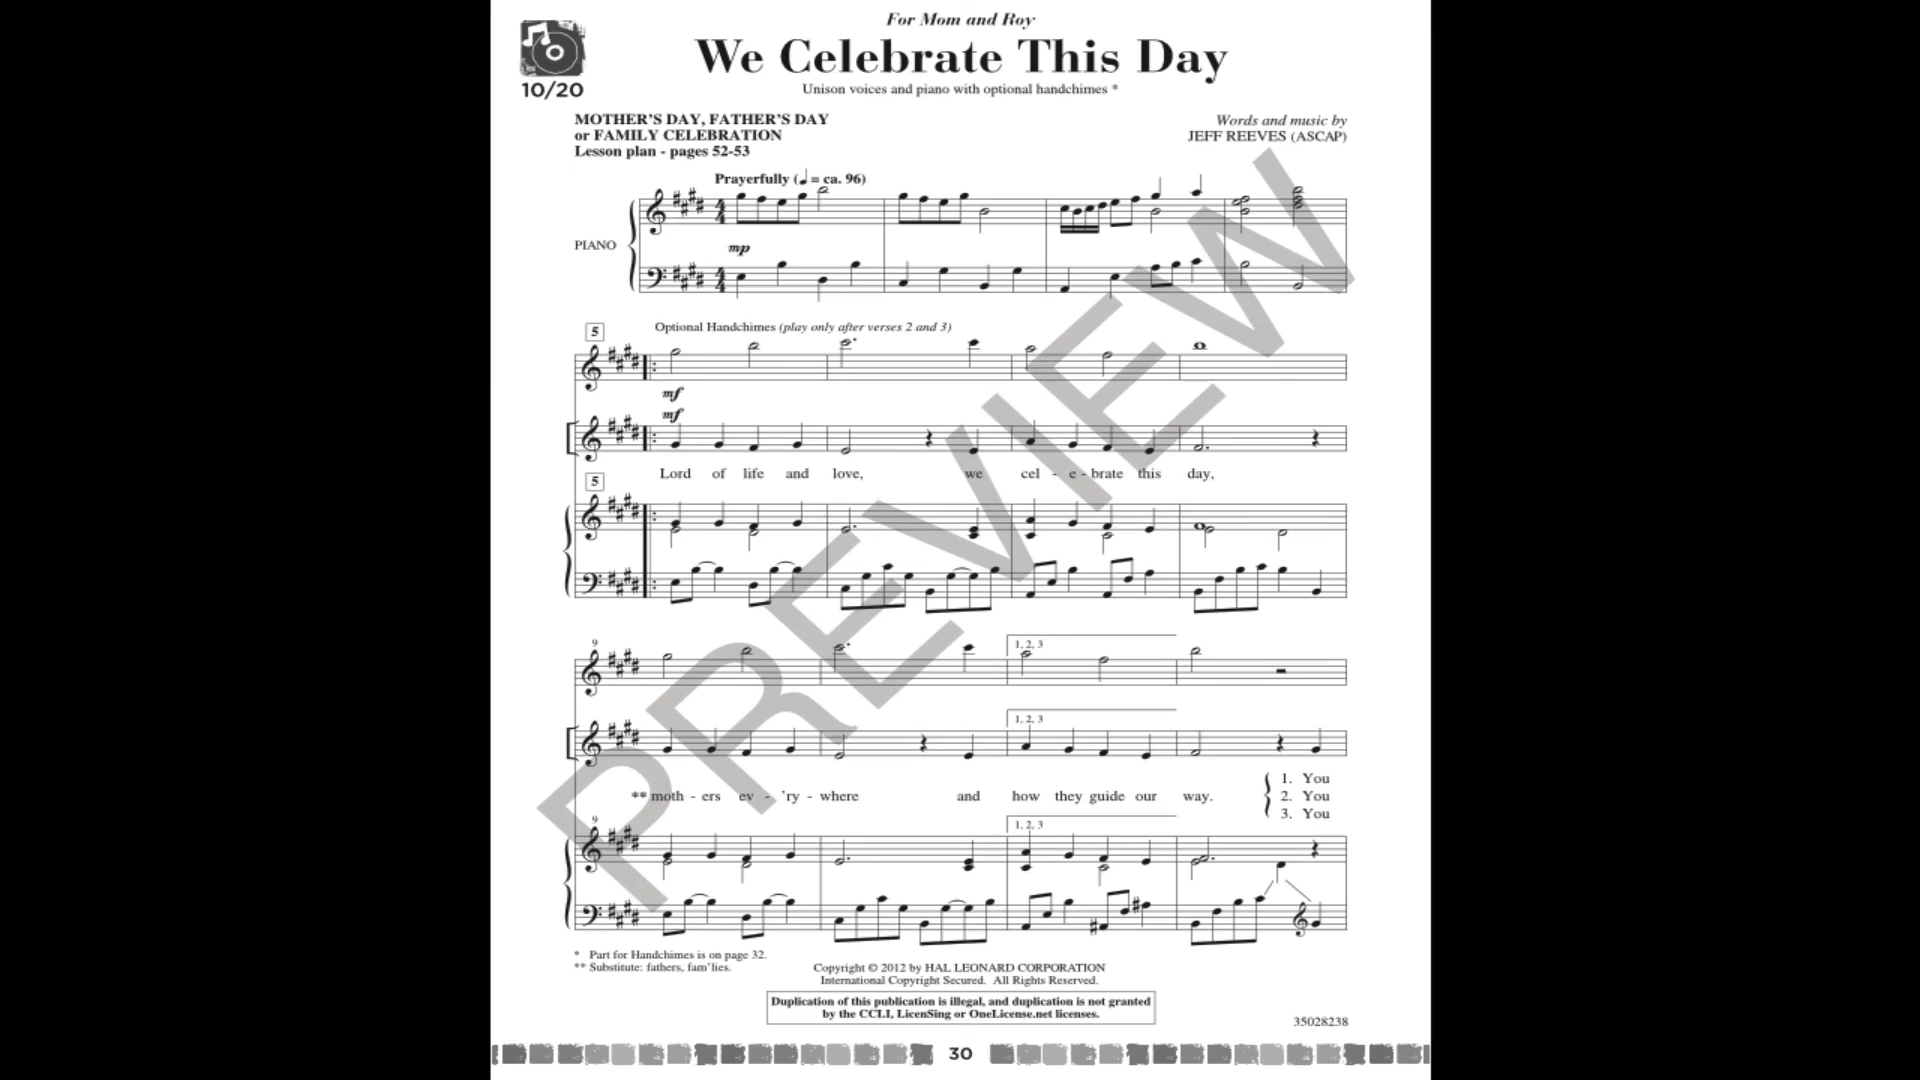 For Mom and Roy
We Celebrate This Day
10/20
Unison voices and piano with optional handchimes *
MOTHER'S DAY, FATHER'S DAY
or FAMILY CELEBRATION
Lesson plan - pages 52-53
Words and music by
JEFF REEVES (ASCAP)
Prayerfully (♩ = ca. 96)
PIANO
mp
5
Optional Handchimes (play only after verses 2 and 3)
mf
mf
Lord of life and love, we cel - e - brate this day,
5
9
1, 2, 3
1, 2, 3
** moth - ers ev - 'ry - where and how they guide our way.
1. You
2. You
3. You
9
1, 2, 3
* Part for Handchimes is on page 32.
** Substitute: fathers, fam'lies.
Copyright © 2012 by HAL LEONARD CORPORATION
International Copyright Secured. All Rights Reserved.
Duplication of this publication is illegal, and duplication is not granted
by the CCLI, LicenSing or OneLicense.net licenses.
35028238
30
PREVIEW